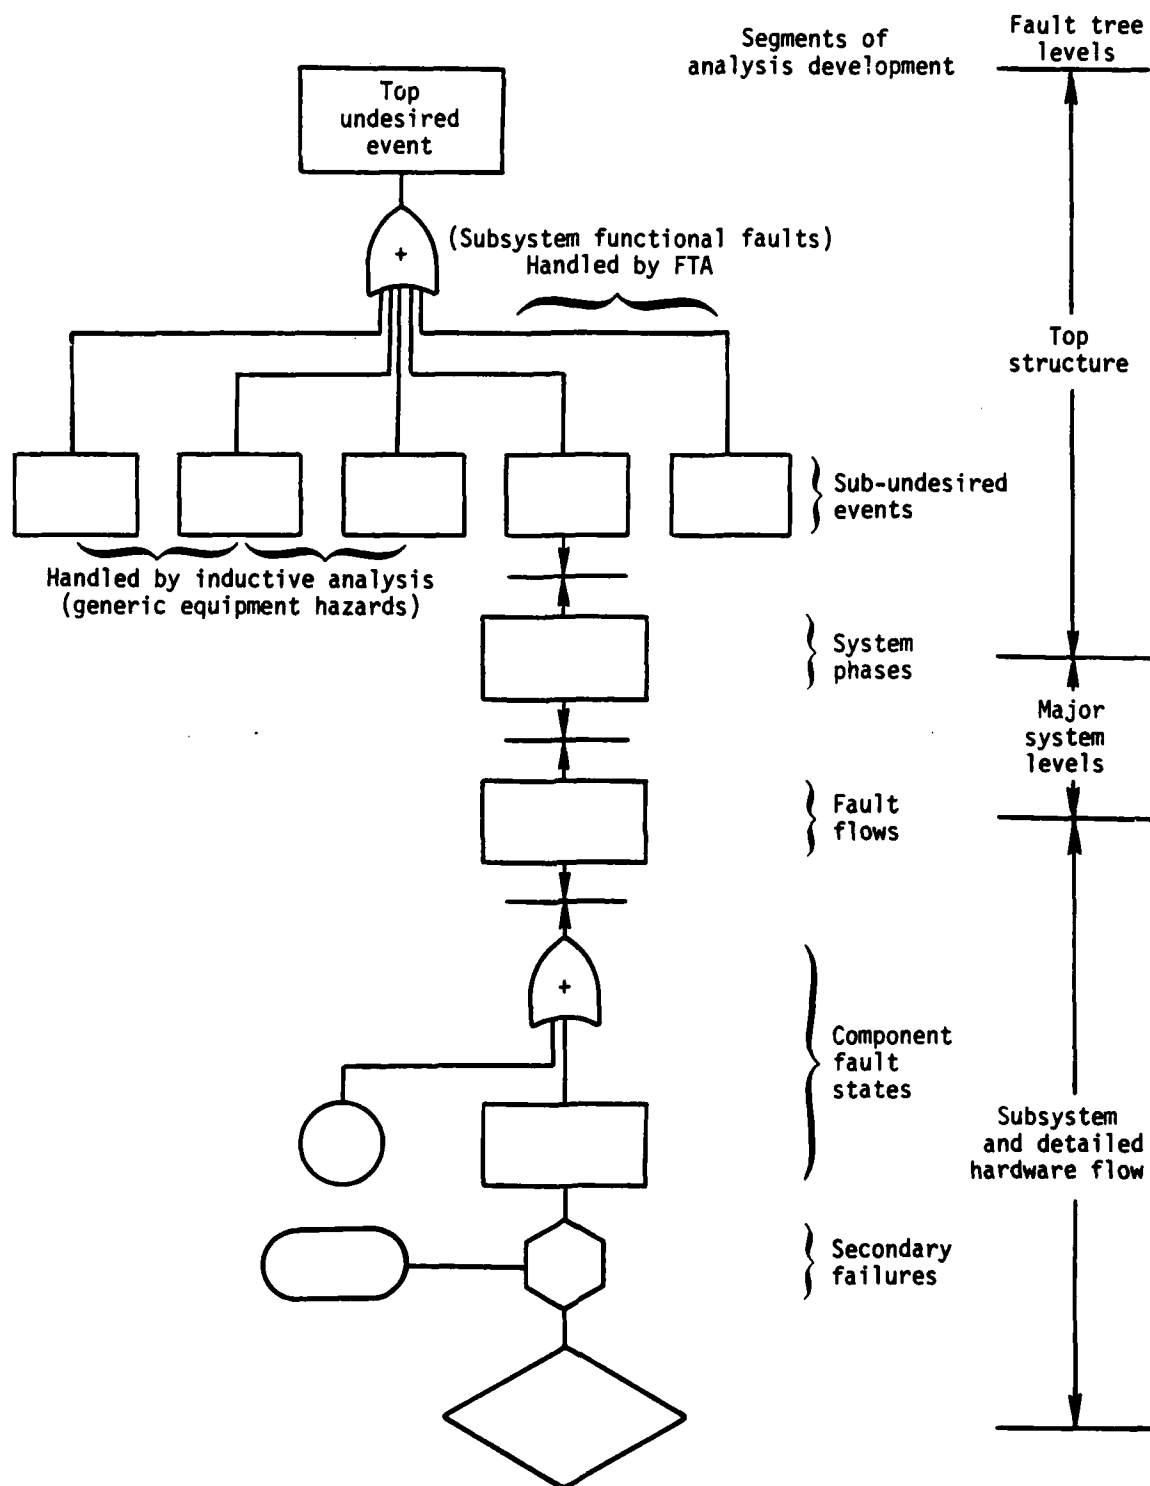 Segments of
analysis development
Fault tree
levels
Top
undesired
event
+
(Subsystem functional faults)
Handled by FTA
Top
structure
Sub-undesired
events
Handled by inductive analysis
(generic equipment hazards)
System
phases
Major
system
levels
Fault
flows
+
Component
fault
states
Subsystem
and detailed
hardware flow
Secondary
failures